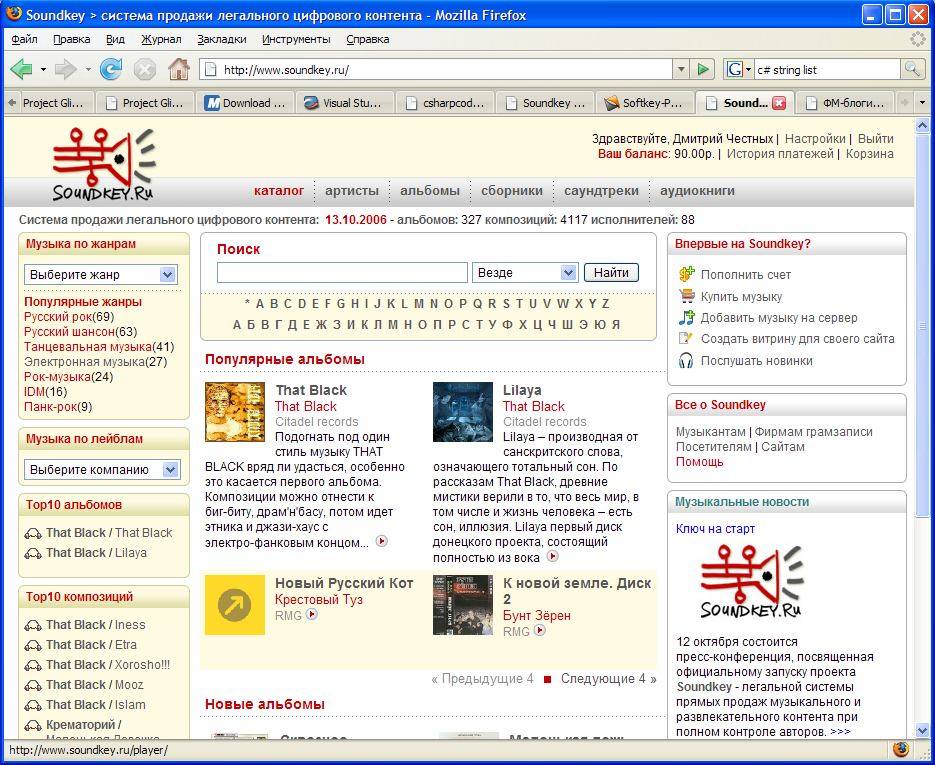 Soundkey > система продажи легального цифрового контента - Mozilla Firefox
Файл Правка Вид Журнал Закладки Инструменты Справка
http://www.soundkey.ru/ G c# string list
Project Gli... Project Gli... Download ... Visual Stu... csharpcod... Soundkey ... Softkey-P... Sound... ФМ-блоги...
SOUNDKEY.RU
Здравствуйте, Дмитрий Честных | Настройки | Выйти
Ваш баланс: 90.00р. | История платежей | Корзина
каталог артисты альбомы сборники саундтреки аудиокниги
Система продажи легального цифрового контента: 13.10.2006 - альбомов: 327 композиций: 4117 исполнителей: 88
Музыка по жанрам
Выберите жанр
Популярные жанры
Русский рок(69)
Русский шансон(63)
Танцевальная музыка(41)
Электронная музыка(27)
Рок-музыка(24)
IDM(16)
Панк-рок(9)
Музыка по лейблам
Выберите компанию
Top10 альбомов
That Black / That Black
That Black / Lilaya
Top10 композиций
That Black / Iness
That Black / Etra
That Black / Xorosho!!!
That Black / Mooz
That Black / Islam
Крематорий /
Маленькая Девочка
Поиск
Везде Найти
* A B C D E F G H I J K L M N O P Q R S T U V W X Y Z
А Б В Г Д Е Ж З И К Л М Н О П Р С Т У Ф Х Ц Ч Ш Э Ю Я
Популярные альбомы
That Black
That Black
Citadel records
Подогнать под один
стиль музыку THAT
BLACK вряд ли удасться, особенно
это касается первого альбома.
Композиции можно отнести к
биг-биту, драм'н'басу, потом идет
этника и джази-хаус с
электро-фанковым концом...
Lilaya
That Black
Citadel records
Lilaya – производная от
санскритского слова,
означающего тотальный сон. По
рассказам That Black, древние
мистики верили в то, что весь мир, в
том числе и жизнь человека – есть
сон, иллюзия. Lilaya первый диск
донецкого проекта, состоящий
полностью из вока
Новый Русский Кот
Крестовый Туз
RMG
К новой земле. Диск
2
Бунт Зёрен
RMG
« Предыдущие 4 Следующие 4 »
Новые альбомы
Впервые на Soundkey?
Пополнить счет
Купить музыку
Добавить музыку на сервер
Создать витрину для своего сайта
Послушать новинки
Все о Soundkey
Музыкантам | Фирмам грамзаписи
Посетителям | Сайтам
Помощь
Музыкальные новости
Ключ на старт
SOUNDKEY.RU
12 октября состоится
пресс-конференция, посвященная
официальному запуску проекта
Soundkey - легальной системы
прямых продаж музыкального и
развлекательного контента при
полном контроле авторов. >>>
http://www.soundkey.ru/player/